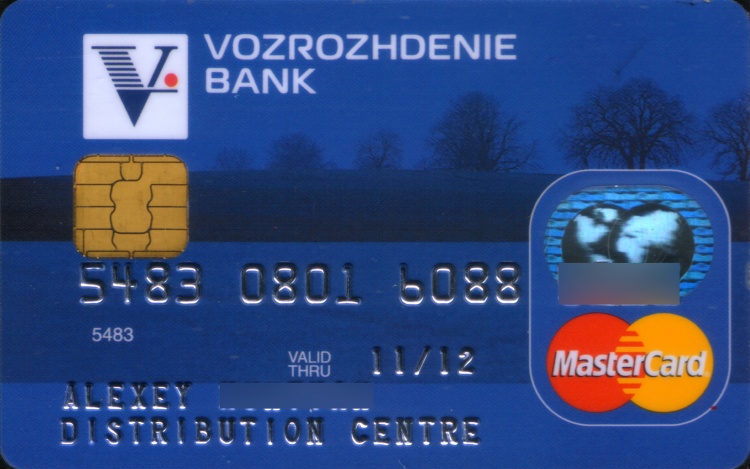 V.
VOZROZHDENIE
BANK
5483 0801 6088
5483
VALID
THRU
11/12
MasterCard
ALEXEY
DISTRIBUTION CENTRE